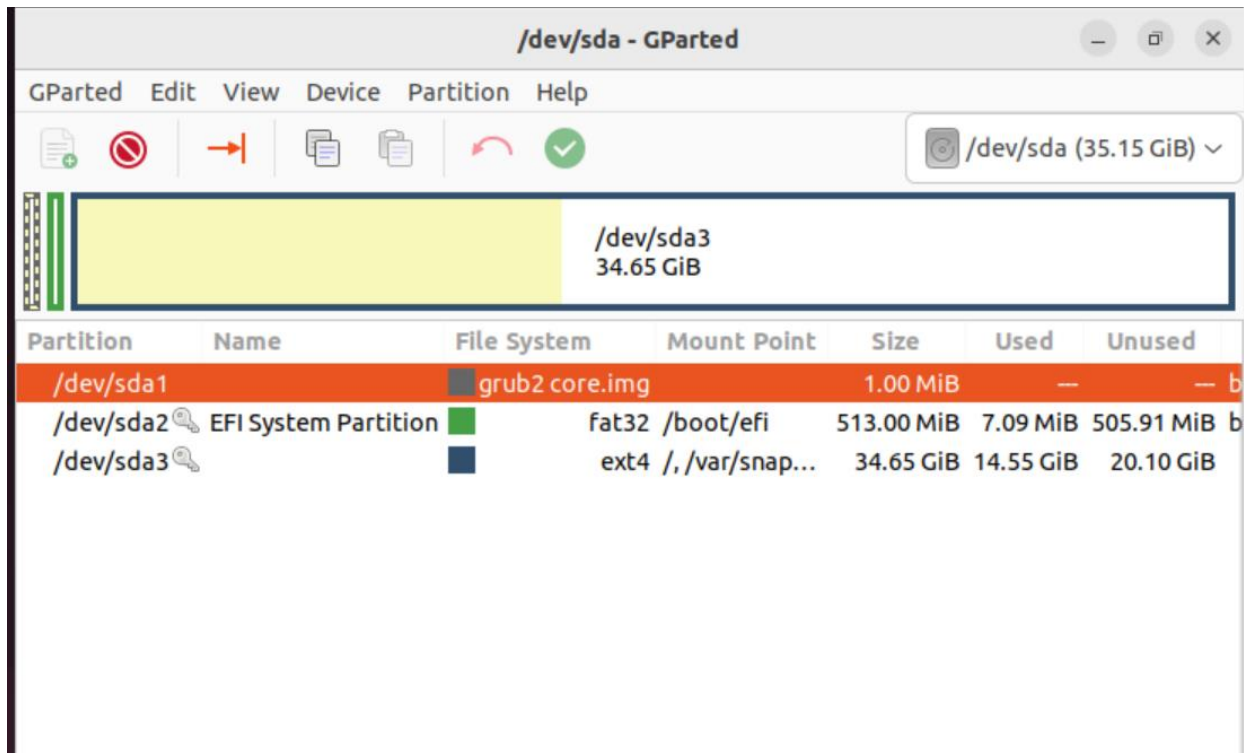 /dev/sda - GParted
GParted Edit View Device Partition Help
/dev/sda (35.15 GiB)
/dev/sda3
34.65 GiB
Partition Name File System Mount Point Size Used Unused
/dev/sda1 grub2 core.img 1.00 MiB --- --- b
/dev/sda2 EFI System Partition fat32 /boot/efi 513.00 MiB 7.09 MiB 505.91 MiB b
/dev/sda3 ext4 /, /var/snap... 34.65 GiB 14.55 GiB 20.10 GiB